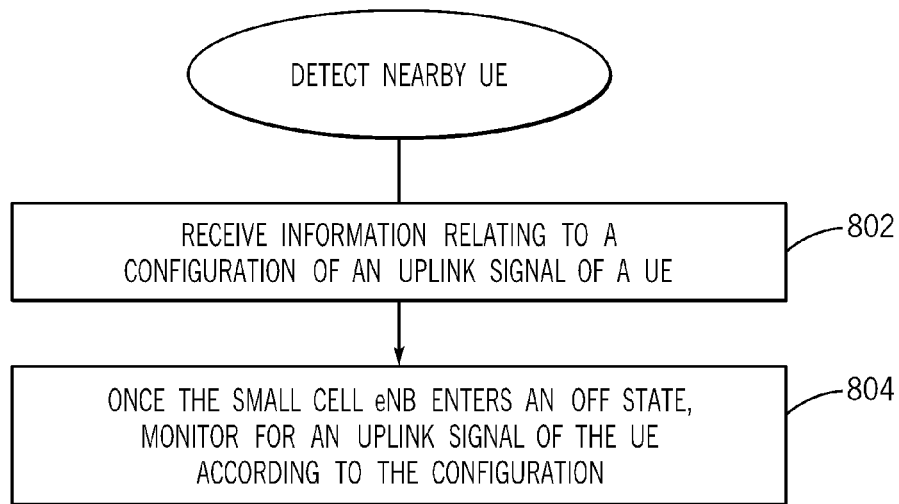 DETECT NEARBY UE
RECEIVE INFORMATION RELATING TO A
CONFIGURATION OF AN UPLINK SIGNAL OF A UE
802
ONCE THE SMALL CELL eNB ENTERS AN OFF STATE,
MONITOR FOR AN UPLINK SIGNAL OF THE UE
ACCORDING TO THE CONFIGURATION
804